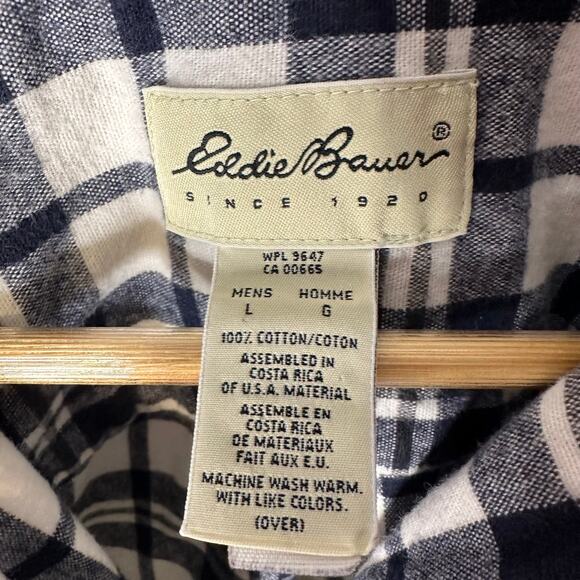 Eddie Bauer®
SINCE 1920
WPL 9647
CA 00665
MENS HOMME
L G
100% COTTON/COTON
ASSEMBLED IN
COSTA RICA
OF U.S.A. MATERIAL
ASSEMBLE EN
COSTA RICA
DE MATERIAUX
FAIT AUX E.U.
MACHINE WASH WARM.
WITH LIKE COLORS.
(OVER)